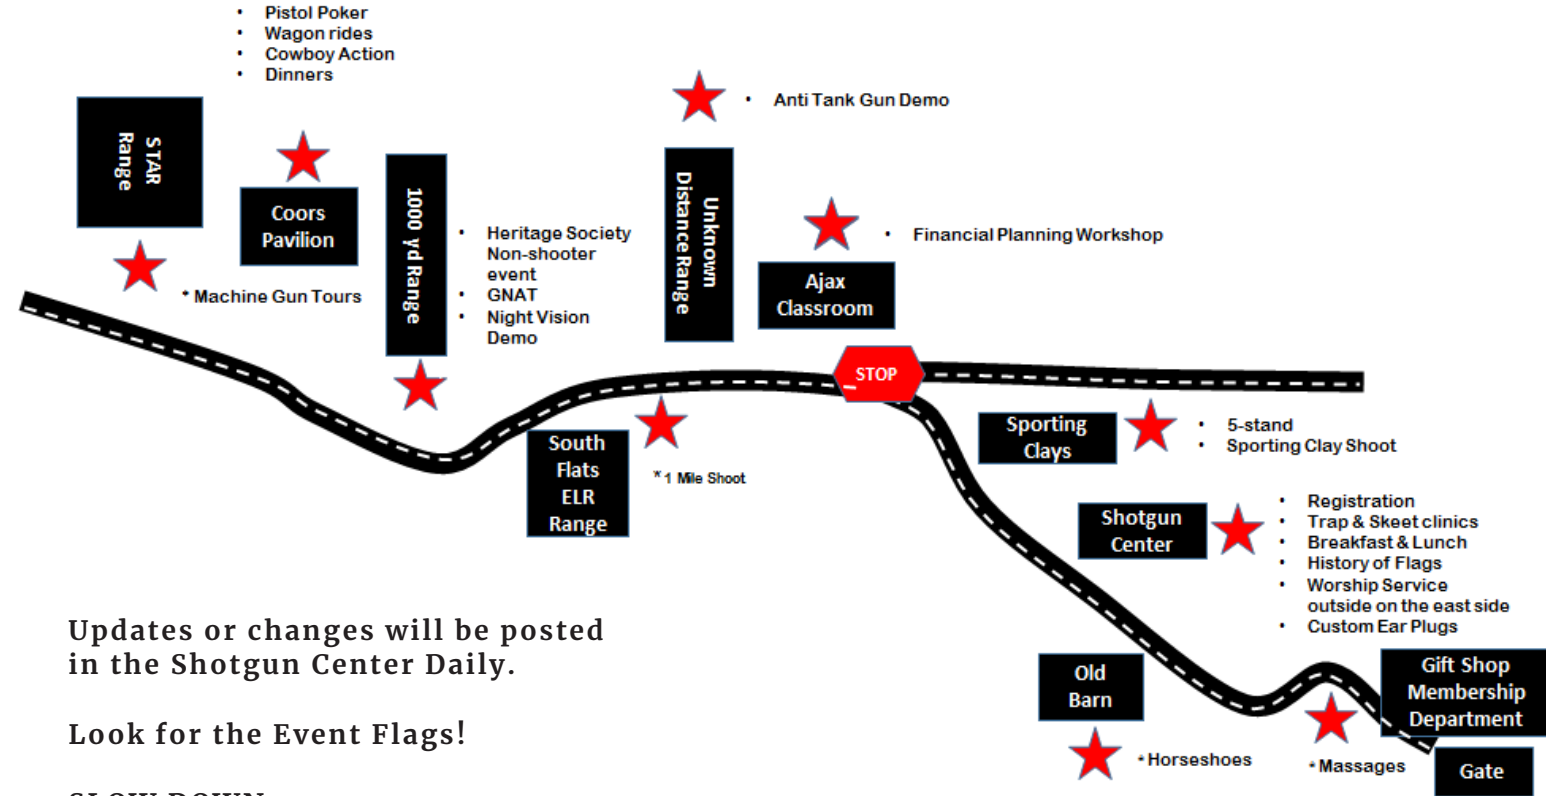 • Pistol Poker
• Wagon rides
• Cowboy Action
• Dinners
STAR
Range
Coors
Pavilion
* Machine Gun Tours
1000 yd Range
• Heritage Society
Non-shooter
event
• GNAT
• Night Vision
Demo
• Anti Tank Gun Demo
Unknown
Distance Range
• Financial Planning Workshop
Ajax
Classroom
STOP
South
Flats
ELR
Range
* 1 Mile Shoot
Sporting
Clays
• 5-stand
• Sporting Clay Shoot
Shotgun
Center
• Registration
• Trap & Skeet clinics
• Breakfast & Lunch
• History of Flags
• Worship Service
outside on the east side
• Custom Ear Plugs
Old
Barn
* Horseshoes
* Massages
Gift Shop
Membership
Department
Gate
Updates or changes will be posted
in the Shotgun Center Daily.
Look for the Event Flags!
SLOW DOWN